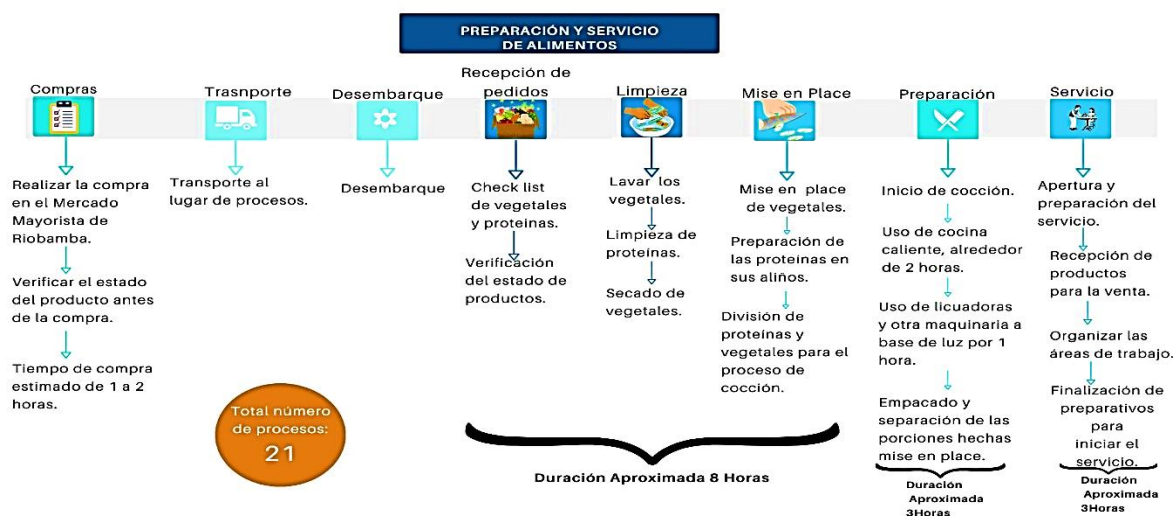 PREPARACIÓN Y SERVICIO
DE ALIMENTOS
Compras
Realizar la compra
en el Mercado
Mayorista de
Riobamba.
Verificar el estado
del producto antes
de la compra.
Tiempo de compra
estimado de 1 a 2
horas.
Trasnporte
Transporte al
lugar de procesos.
Desembarque
Desembarque
Recepción de
pedidos
Check list
de vegetales
y proteinas.
Verificación
del estado de
productos.
Limpieza
Lavar los
vegetales.
Limpieza de
proteínas.
Secado de
vegetales.
Mise en Place
Mise en place
de vegetales.
Preparación de
las proteínas en
sus aliños.
División de
proteínas y
vegetales para el
proceso de
cocción.
Duración Aproximada 8 Horas
Preparación
Inicio de cocción.
Uso de cocina
caliente, alrededor
de 2 horas.
Uso de licuadoras
y otra maquinaria a
base de luz por 1
hora.
Empacado y
separación de las
porciones hechas
mise en place.
Duración
Aproximada
3Horas
Servicio
Apertura y
preparación del
servicio.
Recepción de
productos
para la venta.
Organizar las
áreas de trabajo.
Finalización de
preparativos
para
iniciar el
servicio.
Duración
Aproximada
3Horas
Total número
de procesos:
21